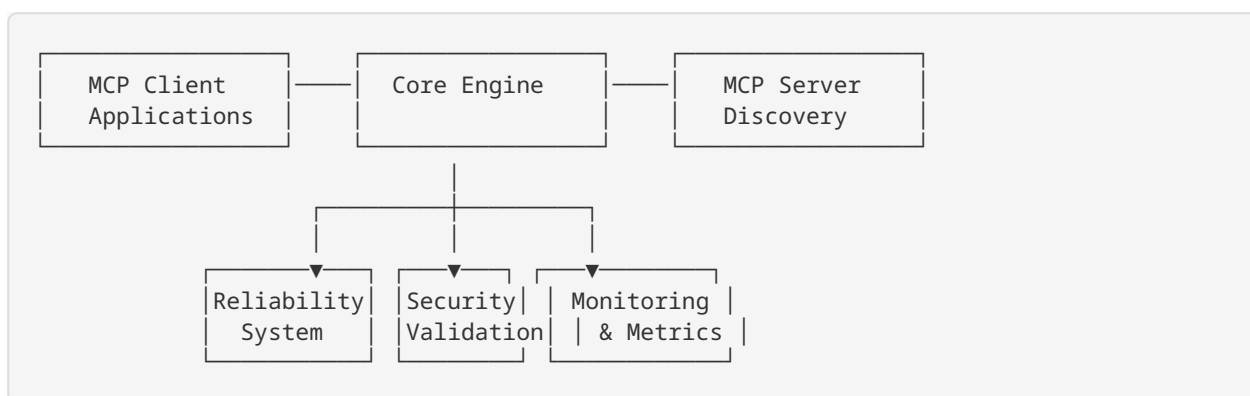 MCP Client Core Engine MCP Server
Applications Discovery
Reliability Security Monitoring
System Validation & Metrics